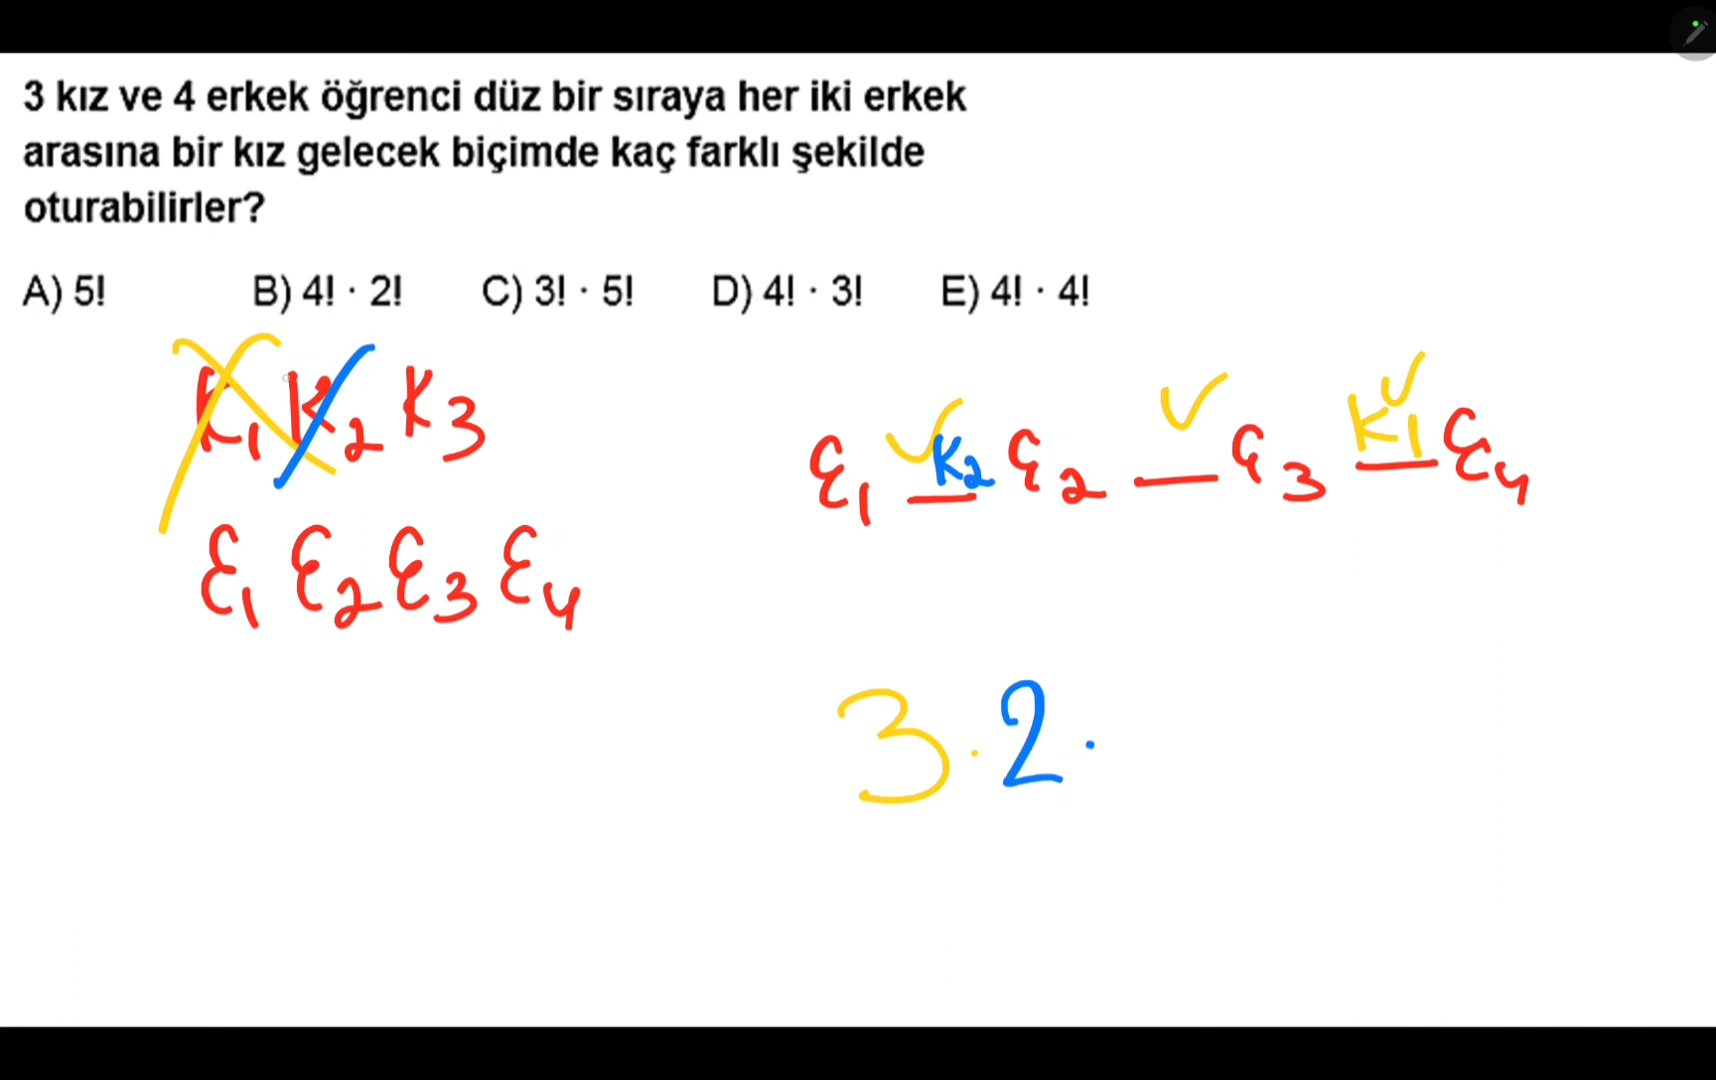 3 kız ve 4 erkek öğrenci düz bir sıraya her iki erkek
arasına bir kız gelecek biçimde kaç farklı şekilde
oturabilirler?
A) 5! B) 4! · 2! C) 3! · 5! D) 4! · 3! E) 4! · 4!
K1 K2 K3
E1 K2 E2 _ E3 K1 E4
E1 E2 E3 E4
3 · 2 ·